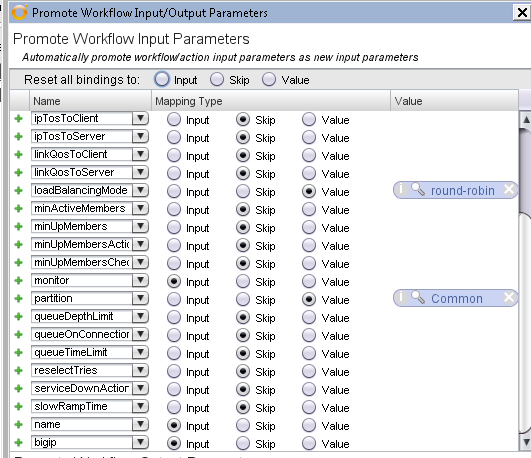 Promote Workflow Input/Output Parameters
Promote Workflow Input Parameters
Automatically promote workflow/action input parameters as new input parameters
Reset all bindings to: Input Skip Value
Name Mapping Type Value
ipTosToClient Input Skip Value
ipTosToServer Input Skip Value
linkQosToClient Input Skip Value
linkQosToServer Input Skip Value
loadBalancingMode Input Skip Value round-robin
minActiveMembers Input Skip Value
minUpMembers Input Skip Value
minUpMembersActic Input Skip Value
minUpMembersChec Input Skip Value
monitor Input Skip Value
partition Input Skip Value Common
queueDepthLimit Input Skip Value
queueOnConnection Input Skip Value
queueTimeLimit Input Skip Value
reselectTries Input Skip Value
serviceDownAction Input Skip Value
slowRampTime Input Skip Value
name Input Skip Value
bigip Input Skip Value